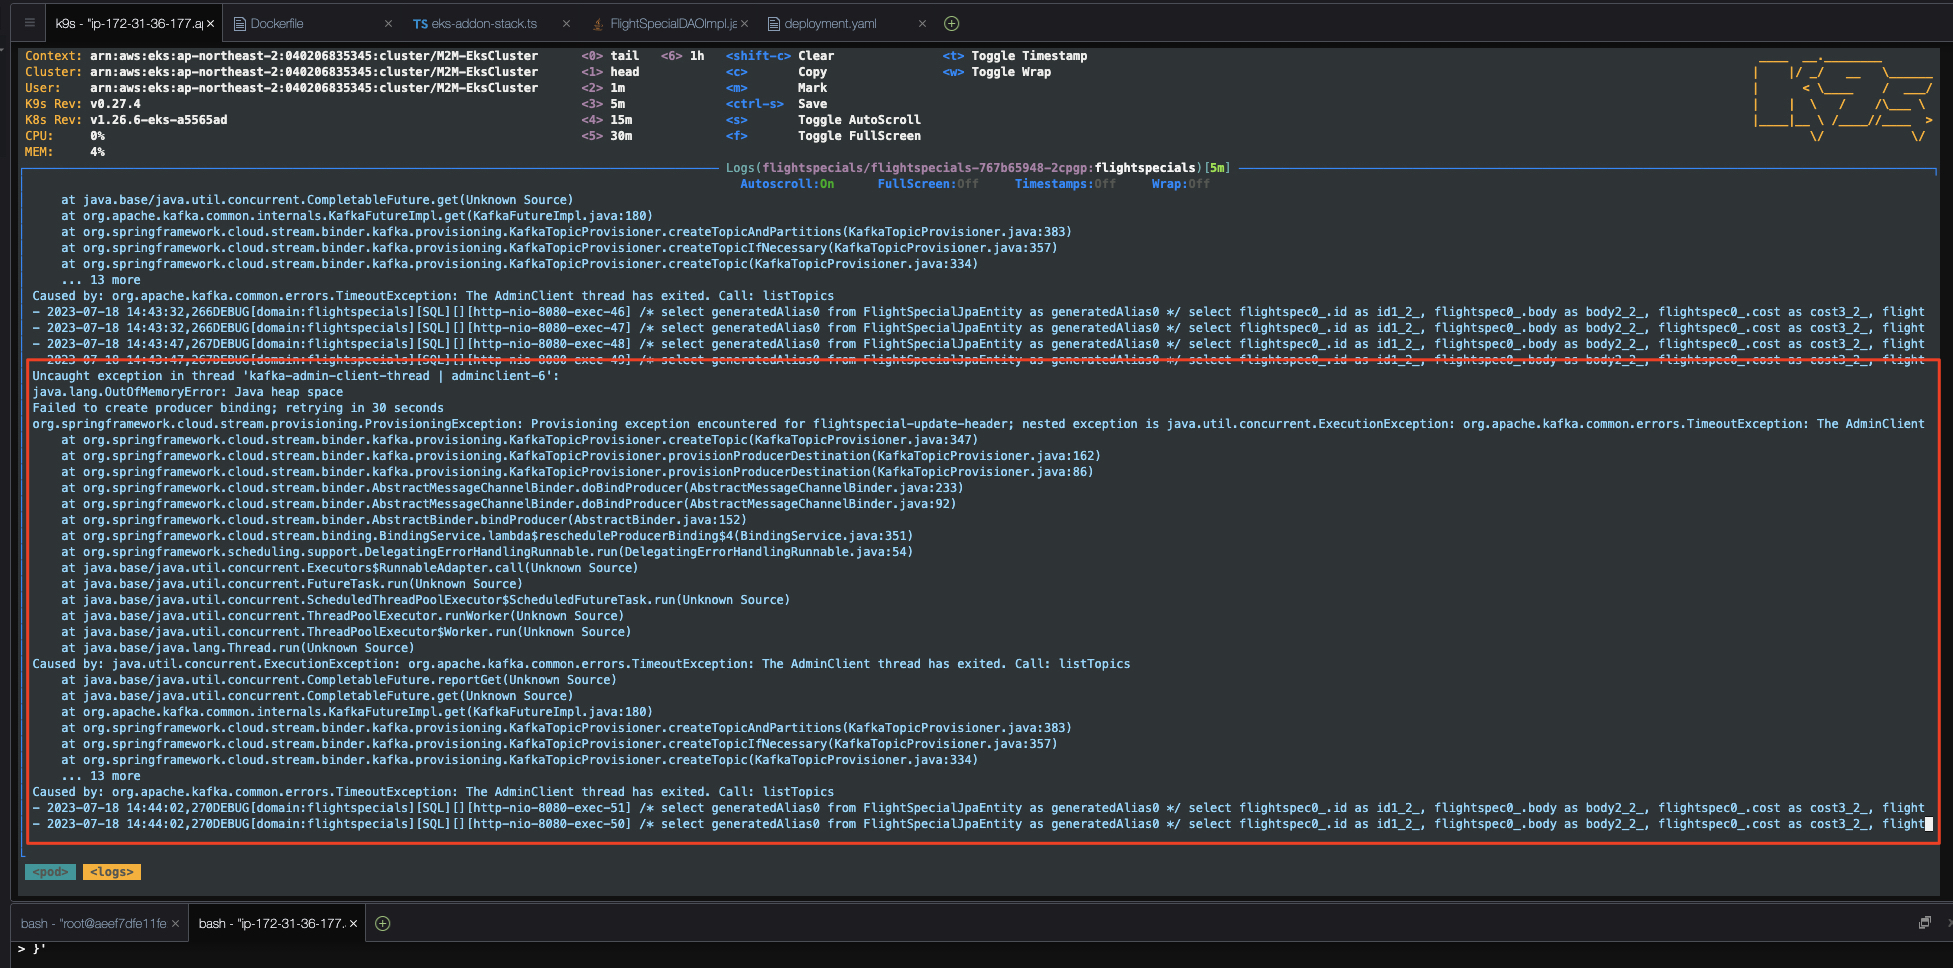 k9s - "ip-172-31-36-177.a ×
Dockerfile ×
TS eks-addon-stack.ts ×
FlightSpecialDAOImpl.ja ×
deployment.yaml ×
Context: arn:aws:eks:ap-northeast-2:040206835345:cluster/M2M-EksCluster <0> tail <6> 1h <shift-c> Clear <t> Toggle Timestamp
Cluster: arn:aws:eks:ap-northeast-2:040206835345:cluster/M2M-EksCluster <1> head <c> Copy <w> Toggle Wrap
User: arn:aws:eks:ap-northeast-2:040206835345:cluster/M2M-EksCluster <2> 1m <m> Mark
K9s Rev: v0.27.4 <3> 5m <ctrl-s> Save
K8s Rev: v1.26.6-eks-a5565ad <4> 15m <s> Toggle AutoScroll
CPU: 0% <5> 30m <f> Toggle FullScreen
MEM: 4%
Logs(flightspecials/flightspecials-767b65948-2cpgp:flightspecials)[5m]
Autoscroll:On FullScreen:Off Timestamps:Off Wrap:Off
at java.base/java.util.concurrent.CompletableFuture.get(Unknown Source)
at org.apache.kafka.common.internals.KafkaFutureImpl.get(KafkaFutureImpl.java:180)
at org.springframework.cloud.stream.binder.kafka.provisioning.KafkaTopicProvisioner.createTopicAndPartitions(KafkaTopicProvisioner.java:383)
at org.springframework.cloud.stream.binder.kafka.provisioning.KafkaTopicProvisioner.createTopicIfNecessary(KafkaTopicProvisioner.java:357)
at org.springframework.cloud.stream.binder.kafka.provisioning.KafkaTopicProvisioner.createTopic(KafkaTopicProvisioner.java:334)
... 13 more
Caused by: org.apache.kafka.common.errors.TimeoutException: The AdminClient thread has exited. Call: listTopics
- 2023-07-18 14:43:32,266DEBUG[domain:flightspecials][SQL][][http-nio-8080-exec-46] /* select generatedAlias0 from FlightSpecialJpaEntity as generatedAlias0 */ select flightspec0_.id as id1_2_, flightspec0_.body as body2_2_, flightspec0_.cost as cost3_2_, flight
- 2023-07-18 14:43:32,266DEBUG[domain:flightspecials][SQL][][http-nio-8080-exec-47] /* select generatedAlias0 from FlightSpecialJpaEntity as generatedAlias0 */ select flightspec0_.id as id1_2_, flightspec0_.body as body2_2_, flightspec0_.cost as cost3_2_, flight
- 2023-07-18 14:43:47,267DEBUG[domain:flightspecials][SQL][][http-nio-8080-exec-48] /* select generatedAlias0 from FlightSpecialJpaEntity as generatedAlias0 */ select flightspec0_.id as id1_2_, flightspec0_.body as body2_2_, flightspec0_.cost as cost3_2_, flight
- 2023-07-18 14:43:47,267DEBUG[domain:flightspecials][SQL][][http-nio-8080-exec-49] /* select generatedAlias0 from FlightSpecialJpaEntity as generatedAlias0 */ select flightspec0_.id as id1_2_, flightspec0_.body as body2_2_, flightspec0_.cost as cost3_2_, flight
Uncaught exception in thread 'kafka-admin-client-thread | adminclient-6':
java.lang.OutOfMemoryError: Java heap space
Failed to create producer binding; retrying in 30 seconds
org.springframework.cloud.stream.provisioning.ProvisioningException: Provisioning exception encountered for flightspecial-update-header; nested exception is java.util.concurrent.ExecutionException: org.apache.kafka.common.errors.TimeoutException: The AdminClient
at org.springframework.cloud.stream.binder.kafka.provisioning.KafkaTopicProvisioner.createTopic(KafkaTopicProvisioner.java:347)
at org.springframework.cloud.stream.binder.kafka.provisioning.KafkaTopicProvisioner.provisionProducerDestination(KafkaTopicProvisioner.java:162)
at org.springframework.cloud.stream.binder.kafka.provisioning.KafkaTopicProvisioner.provisionProducerDestination(KafkaTopicProvisioner.java:86)
at org.springframework.cloud.stream.binder.AbstractMessageChannelBinder.doBindProducer(AbstractMessageChannelBinder.java:233)
at org.springframework.cloud.stream.binder.AbstractMessageChannelBinder.doBindProducer(AbstractMessageChannelBinder.java:92)
at org.springframework.cloud.stream.binder.AbstractBinder.bindProducer(AbstractBinder.java:152)
at org.springframework.cloud.stream.binding.BindingService.lambda$rescheduleProducerBinding$4(BindingService.java:351)
at org.springframework.scheduling.support.DelegatingErrorHandlingRunnable.run(DelegatingErrorHandlingRunnable.java:54)
at java.base/java.util.concurrent.Executors$RunnableAdapter.call(Unknown Source)
at java.base/java.util.concurrent.FutureTask.run(Unknown Source)
at java.base/java.util.concurrent.ScheduledThreadPoolExecutor$ScheduledFutureTask.run(Unknown Source)
at java.base/java.util.concurrent.ThreadPoolExecutor.runWorker(Unknown Source)
at java.base/java.util.concurrent.ThreadPoolExecutor$Worker.run(Unknown Source)
at java.base/java.lang.Thread.run(Unknown Source)
Caused by: java.util.concurrent.ExecutionException: org.apache.kafka.common.errors.TimeoutException: The AdminClient thread has exited. Call: listTopics
at java.base/java.util.concurrent.CompletableFuture.reportGet(Unknown Source)
at java.base/java.util.concurrent.CompletableFuture.get(Unknown Source)
at org.apache.kafka.common.internals.KafkaFutureImpl.get(KafkaFutureImpl.java:180)
at org.springframework.cloud.stream.binder.kafka.provisioning.KafkaTopicProvisioner.createTopicAndPartitions(KafkaTopicProvisioner.java:383)
at org.springframework.cloud.stream.binder.kafka.provisioning.KafkaTopicProvisioner.createTopicIfNecessary(KafkaTopicProvisioner.java:357)
at org.springframework.cloud.stream.binder.kafka.provisioning.KafkaTopicProvisioner.createTopic(KafkaTopicProvisioner.java:334)
... 13 more
Caused by: org.apache.kafka.common.errors.TimeoutException: The AdminClient thread has exited. Call: listTopics
- 2023-07-18 14:44:02,270DEBUG[domain:flightspecials][SQL][][http-nio-8080-exec-51] /* select generatedAlias0 from FlightSpecialJpaEntity as generatedAlias0 */ select flightspec0_.id as id1_2_, flightspec0_.body as body2_2_, flightspec0_.cost as cost3_2_, flight
- 2023-07-18 14:44:02,270DEBUG[domain:flightspecials][SQL][][http-nio-8080-exec-50] /* select generatedAlias0 from FlightSpecialJpaEntity as generatedAlias0 */ select flightspec0_.id as id1_2_, flightspec0_.body as body2_2_, flightspec0_.cost as cost3_2_, flight
<pod> <logs>
bash - "root@aeef7dfe11fe ×
bash - "ip-172-31-36-177. ×
> }'